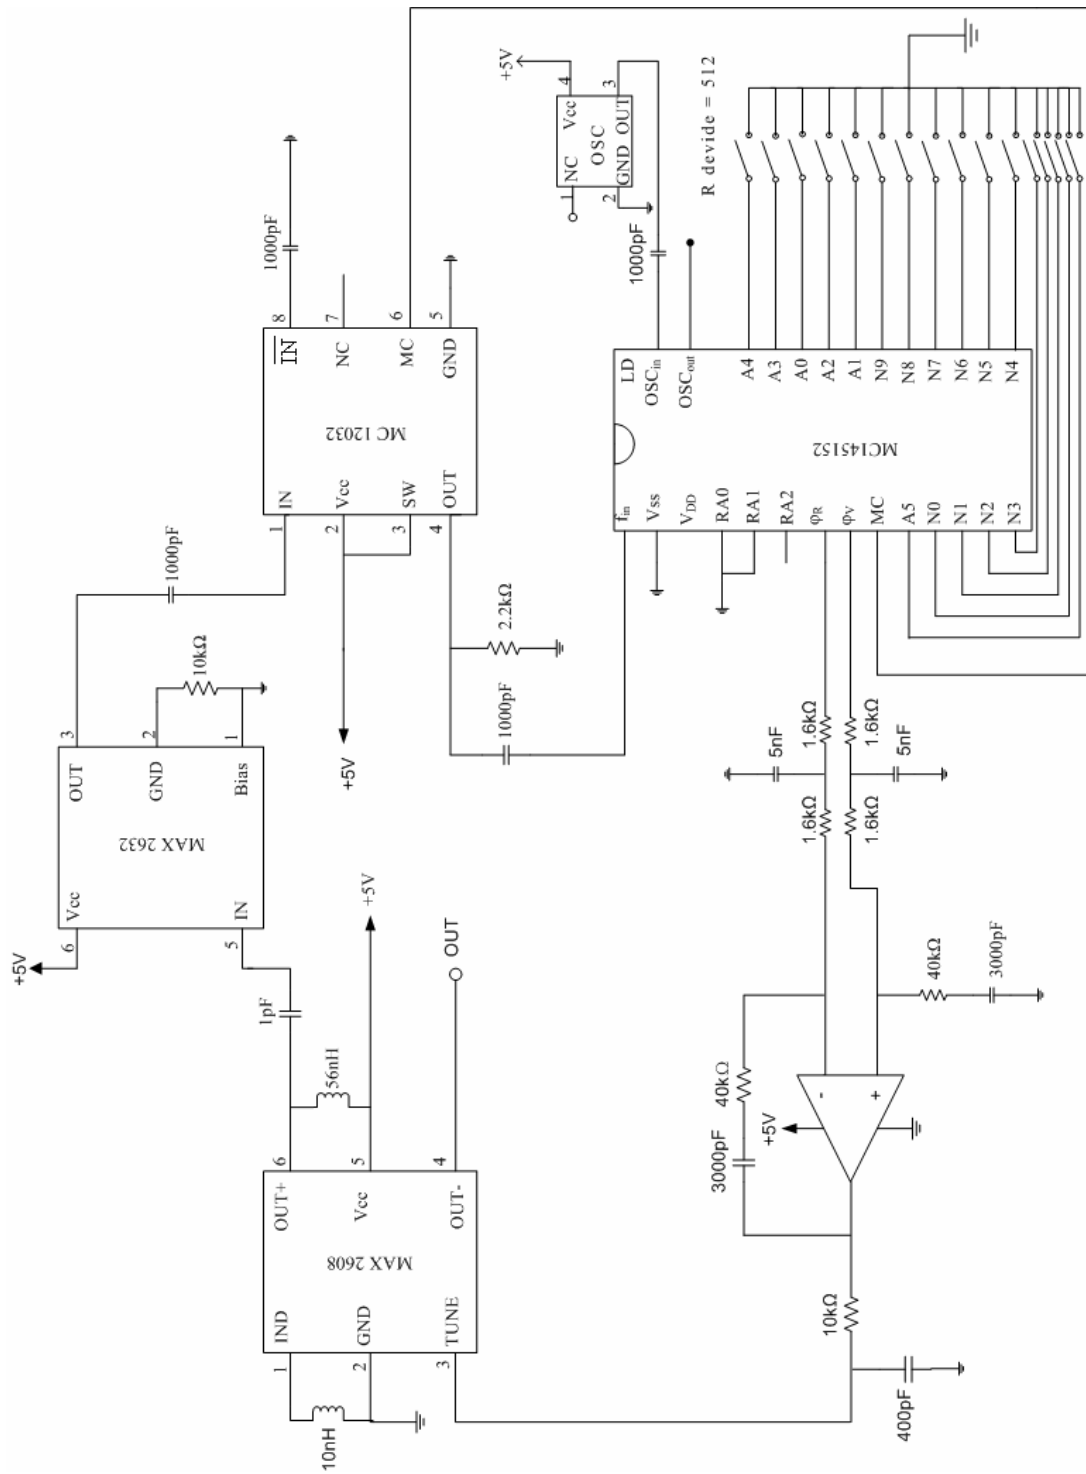 +5V
4
3
Vcc
OUT
OSC
NC
GND
1
2
R devide = 512
1000pF
1000pF
8
7
6
5
IN
NC
MC
GND
MC 12032
IN
Vcc
SW
OUT
1
2
3
4
+5V
1000pF
2.2kΩ
1000pF
10kΩ
3
2
1
OUT
GND
Bias
MAX 2632
Vcc
IN
6
5
+5V
1pF
56nH
+5V
OUT
6
5
4
OUT+
Vcc
OUT-
MAX 2608
IND
GND
TUNE
1
2
3
10nH
LD
OSCin
OSCout
A4
A3
A0
A2
A1
N9
N8
N7
N6
N5
N4
MC145152
fin
Vss
VDD
RA0
RA1
RA2
φR
φV
MC
A5
N0
N1
N2
N3
1.6kΩ
1.6kΩ
5nF
5nF
1.6kΩ
1.6kΩ
40kΩ
3000pF
40kΩ
3000pF
+5V
-
+
10kΩ
400pF